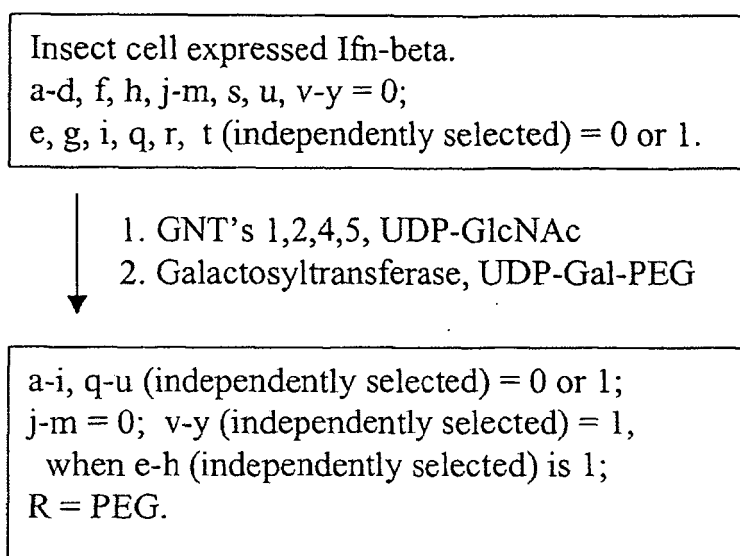 Insect cell expressed Ifn-beta.
a-d, f, h, j-m, s, u, v-y = 0;
e, g, i, q, r, t (independently selected) = 0 or 1.
1. GNT's 1,2,4,5, UDP-GlcNAc
2. Galactosyltransferase, UDP-Gal-PEG
a-i, q-u (independently selected) = 0 or 1;
j-m = 0; v-y (independently selected) = 1,
when e-h (independently selected) is 1;
R = PEG.